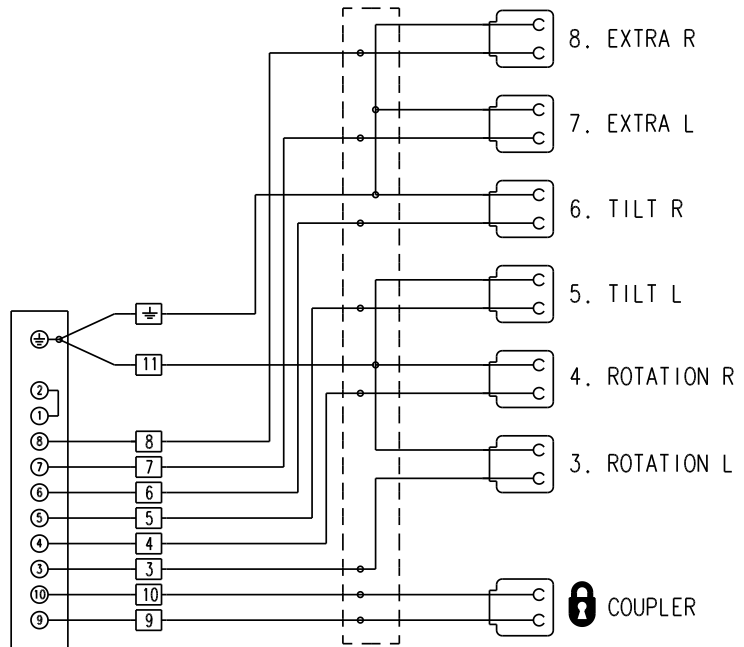 8. EXTRA R
7. EXTRA L
6. TILT R
5. TILT L
11
4. ROTATION R
2
1
8 8
7 7
3. ROTATION L
6 6
5 5
4 4
3 3
10 10
COUPLER
9 9